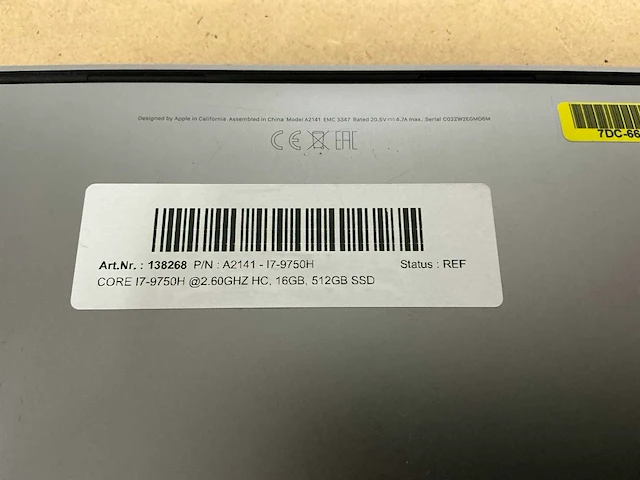 Designed by Apple in California Assembled in China Model A2141 EMC 3347 Rated 20.5V⎓4.7A max. Serial
CE EAC
7DC-66
Art.Nr. : 138268 P/N : A2141 - I7-9750H Status : REF
CORE I7-9750H @2.60GHZ HC, 16GB, 512GB SSD